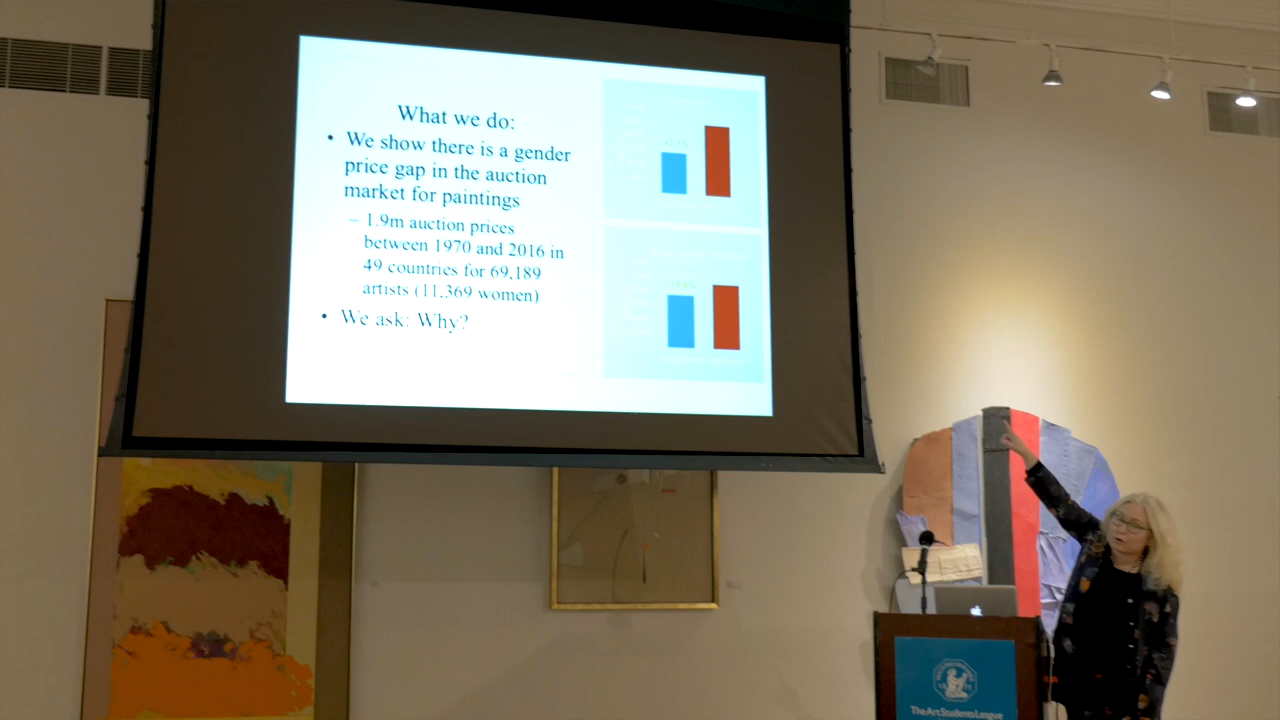 What we do:
• We show there is a gender
price gap in the auction
market for paintings
– 1.9m auction prices
between 1970 and 2016 in
49 countries for 69,189
artists (11,369 women)
• We ask: Why?
The Art Students League